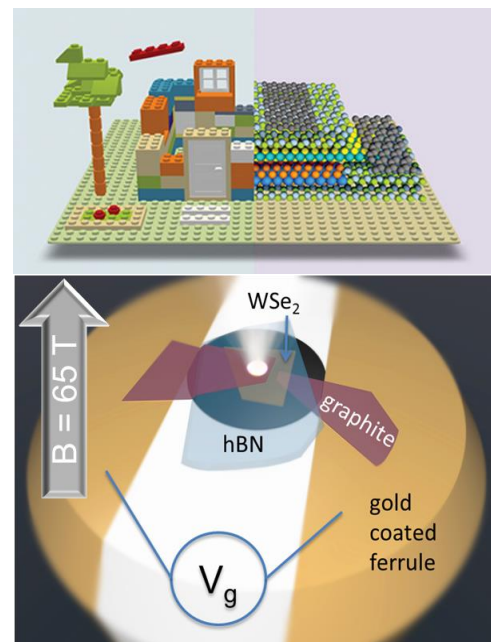 WSe₂
B = 65 T
graphite
hBN
gold
coated
ferrule
Vg